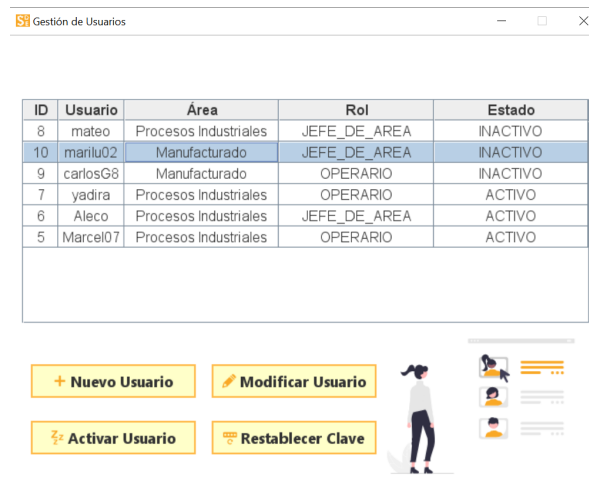 Gestión de Usuarios
ID Usuario Área Rol Estado
8 mateo Procesos Industriales JEFE_DE_AREA INACTIVO
10 marilu02 Manufacturado JEFE_DE_AREA INACTIVO
9 carlosG8 Manufacturado OPERARIO INACTIVO
7 yadira Procesos Industriales OPERARIO ACTIVO
6 Aleco Procesos Industriales JEFE_DE_AREA ACTIVO
5 Marcel07 Procesos Industriales OPERARIO ACTIVO
Nuevo Usuario Modificar Usuario
Activar Usuario Restablecer Clave